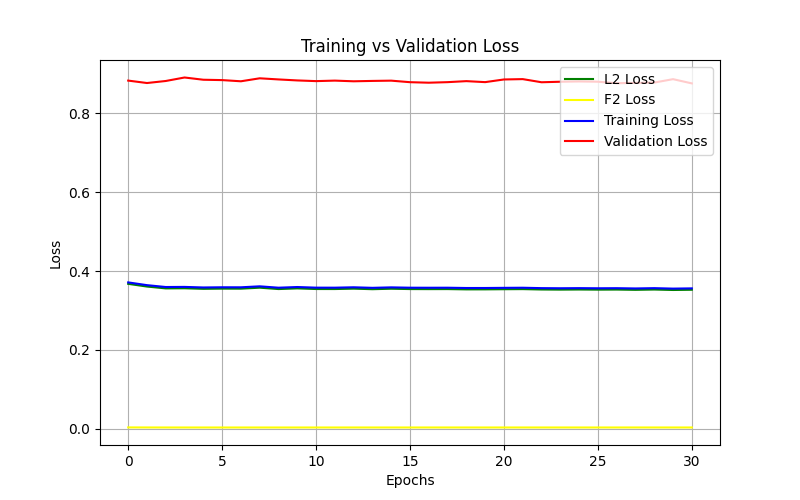 Training vs Validation Loss
L2 Loss
F2 Loss
Training Loss
Validation Loss
Loss
0.8
0.6
0.4
0.2
0.0
0 5 10 15 20 25 30
Epochs